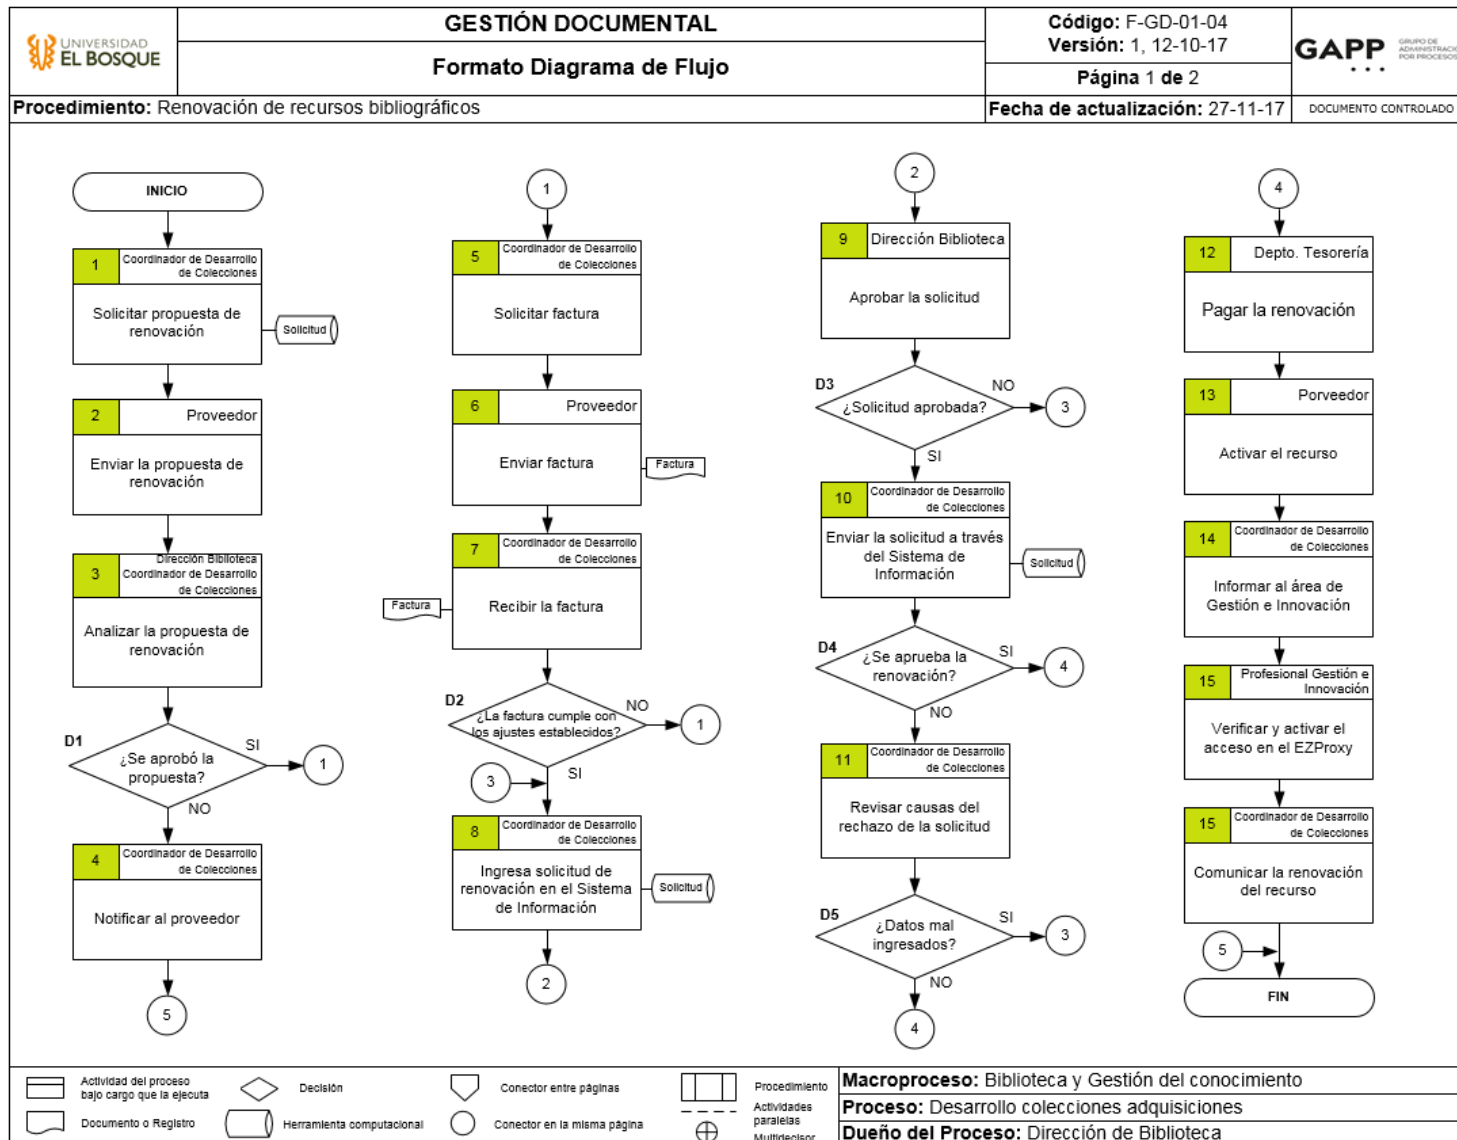 UNIVERSIDAD
EL BOSQUE
GESTIÓN DOCUMENTAL
Formato Diagrama de Flujo
Código: F-GD-01-04
Versión: 1, 12-10-17
Página 1 de 2
GAPP
GRUPO DE
ADMINISTRACIO
POR PROCESOS
Procedimiento: Renovación de recursos bibliográficos
Fecha de actualización: 27-11-17
DOCUMENTO CONTROLADO
INICIO
1
Coordinador de Desarrollo
de Colecciones
Solicitar propuesta de
renovación
Solicitud
2
Proveedor
Enviar la propuesta de
renovación
3
Dirección Biblioteca
Coordinador de Desarrollo
de Colecciones
Analizar la propuesta de
renovación
D1
¿Se aprobó la
propuesta?
SI
1
NO
4
Coordinador de Desarrollo
de Colecciones
Notificar al proveedor
5
1
5
Coordinador de Desarrollo
de Colecciones
Solicitar factura
6
Proveedor
Enviar factura
Factura
7
Coordinador de Desarrollo
de Colecciones
Recibir la factura
Factura
D2
¿La factura cumple con
los ajustes establecidos?
NO
1
SI
3
8
Coordinador de Desarrollo
de Colecciones
Ingresa solicitud de
renovación en el Sistema
de Información
Solicitud
2
2
9
Dirección Biblioteca
Aprobar la solicitud
D3
¿Solicitud aprobada?
NO
3
SI
10
Coordinador de Desarrollo
de Colecciones
Enviar la solicitud a través
del Sistema de
Información
Solicitud
D4
¿Se aprueba la
renovación?
SI
4
NO
11
Coordinador de Desarrollo
de Colecciones
Revisar causas del
rechazo de la solicitud
D5
¿Datos mal
ingresados?
SI
3
NO
4
4
12
Depto. Tesorería
Pagar la renovación
13
Porveedor
Activar el recurso
14
Coordinador de Desarrollo
de Colecciones
Informar al área de
Gestión e Innovación
15
Profesional Gestión e
Innovación
Verificar y activar el
acceso en el EZProxy
15
Coordinador de Desarrollo
de Colecciones
Comunicar la renovación
del recurso
5
FIN
Actividad del proceso
bajo cargo que la ejecuta
Documento o Registro
Decisión
Herramienta computacional
Conector entre páginas
Conector en la misma página
Procedimiento
Actividades
paralelas
Multidecisor
Macroproceso: Biblioteca y Gestión del conocimiento
Proceso: Desarrollo colecciones adquisiciones
Dueño del Proceso: Dirección de Biblioteca